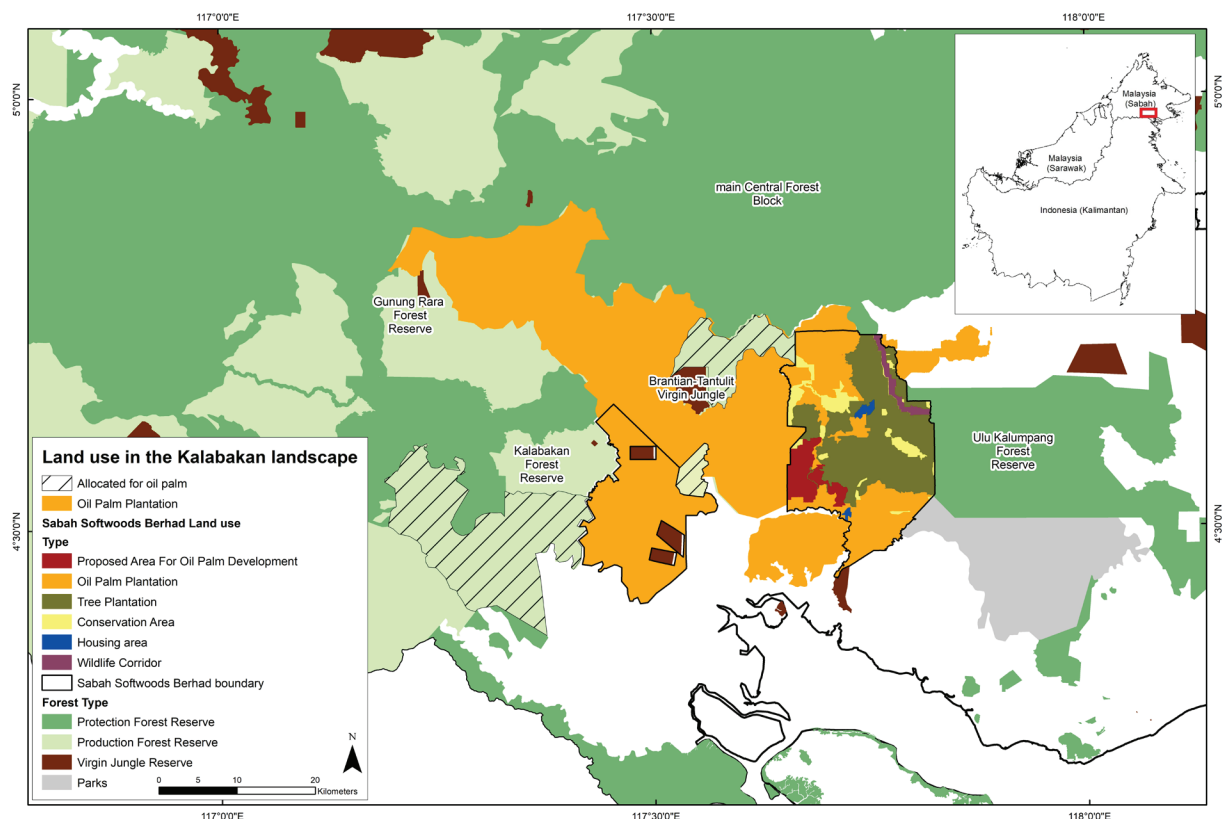 117°0'0"E
117°30'0"E
118°0'0"E
5°0'0"N
5°0'0"N
4°30'0"N
4°30'0"N
Malaysia
(Sabah)
Malaysia
(Sarawak)
Indonesia (Kalimantan)
main Central Forest
Block
Gunung Rara
Forest
Reserve
Brantian-Tantulit
Virgin Jungle
Kalabakan
Forest
Reserve
Ulu Kalumpang
Forest
Reserve
Land use in the Kalabakan landscape
Allocated for oil palm
Oil Palm Plantation
Sabah Softwoods Berhad Land use
Type
Proposed Area For Oil Palm Development
Oil Palm Plantation
Tree Plantation
Conservation Area
Housing area
Wildlife Corridor
Sabah Softwoods Berhad boundary
Forest Type
Protection Forest Reserve
Production Forest Reserve
Virgin Jungle Reserve
Parks
N
0 5 10 20
Kilometers
117°0'0"E
117°30'0"E
118°0'0"E